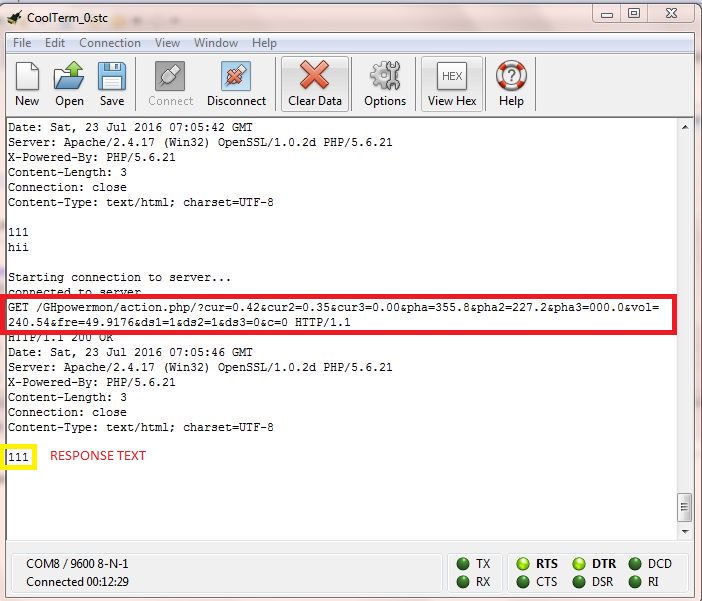 CoolTerm_0.stc
File Edit Connection View Window Help
HEX
New Open Save Connect Disconnect Clear Data Options View Hex Help
Date: Sat, 23 Jul 2016 07:05:42 GMT
Server: Apache/2.4.17 (Win32) OpenSSL/1.0.2d PHP/5.6.21
X-Powered-By: PHP/5.6.21
Content-Length: 3
Connection: close
Content-Type: text/html; charset=UTF-8
111
hii
Starting connection to server...
connected to server
GET /GHpowermon/action.php/?cur=0.42&cur2=0.35&cur3=0.00&pha=355.8&pha2=227.2&pha3=000.0&vol=
240.54&fre=49.9176&ds1=1&ds2=1&ds3=0&c=0 HTTP/1.1
HTTP/1.1 200 OK
Date: Sat, 23 Jul 2016 07:05:46 GMT
Server: Apache/2.4.17 (Win32) OpenSSL/1.0.2d PHP/5.6.21
X-Powered-By: PHP/5.6.21
Content-Length: 3
Connection: close
Content-Type: text/html; charset=UTF-8
111 RESPONSE TEXT
COM8 / 9600 8-N-1 TX RTS DTR DCD
Connected 00:12:29 RX CTS DSR RI